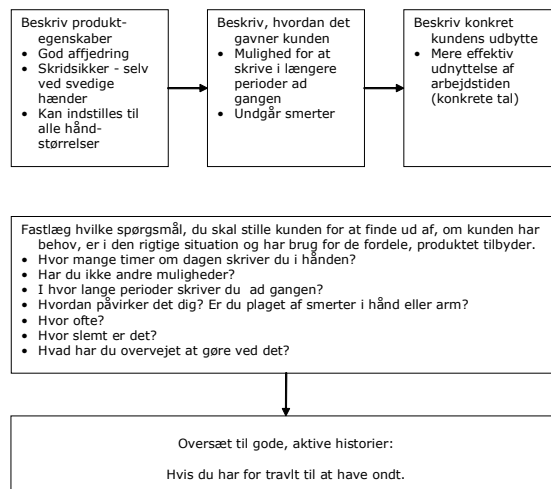 Beskriv produkt-
egenskaber
• God affjedring
• Skridsikker - selv
ved svedige
hænder
• Kan indstilles til
alle hånd-
størrelser
Beskriv, hvordan det
gavner kunden
• Mulighed for at
skrive i længere
perioder ad
gangen
• Undgår smerter
Beskriv konkret
kundens udbytte
• Mere effektiv
udnyttelse af
arbejdstiden
(konkrete tal)
Fastlæg hvilke spørgsmål, du skal stille kunden for at finde ud af, om kunden har
behov, er i den rigtige situation og har brug for de fordele, produktet tilbyder.
• Hvor mange timer om dagen skriver du i hånden?
• Har du ikke andre muligheder?
• I hvor lange perioder skriver du ad gangen?
• Hvordan påvirker det dig? Er du plaget af smerter i hånd eller arm?
• Hvor ofte?
• Hvor slemt er det?
• Hvad har du overvejet at gøre ved det?
Oversæt til gode, aktive historier:
Hvis du har for travlt til at have ondt.